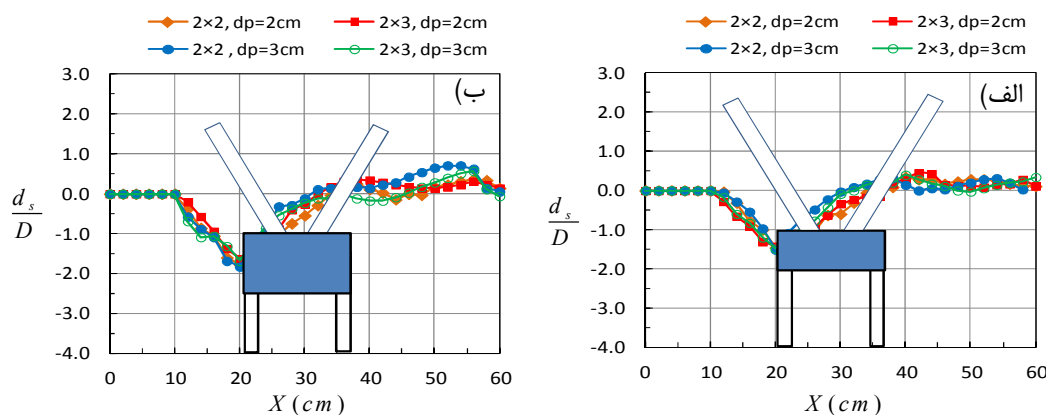 2×2, dp=2cm 2×3, dp=2cm
2×2 , dp=3cm 2×3, dp=3cm
ب)
3.0
2.0
1.0
0.0
-1.0
-2.0
-3.0
-4.0
d_s
D
0 10 20 30 40 50 60
X (cm)
2×2, dp=2cm 2×3, dp=2cm
2×2, dp=3cm 2×3, dp=3cm
الف)
3.0
2.0
1.0
0.0
-1.0
-2.0
-3.0
-4.0
d_s
D
0 10 20 30 40 50 60
X (cm)